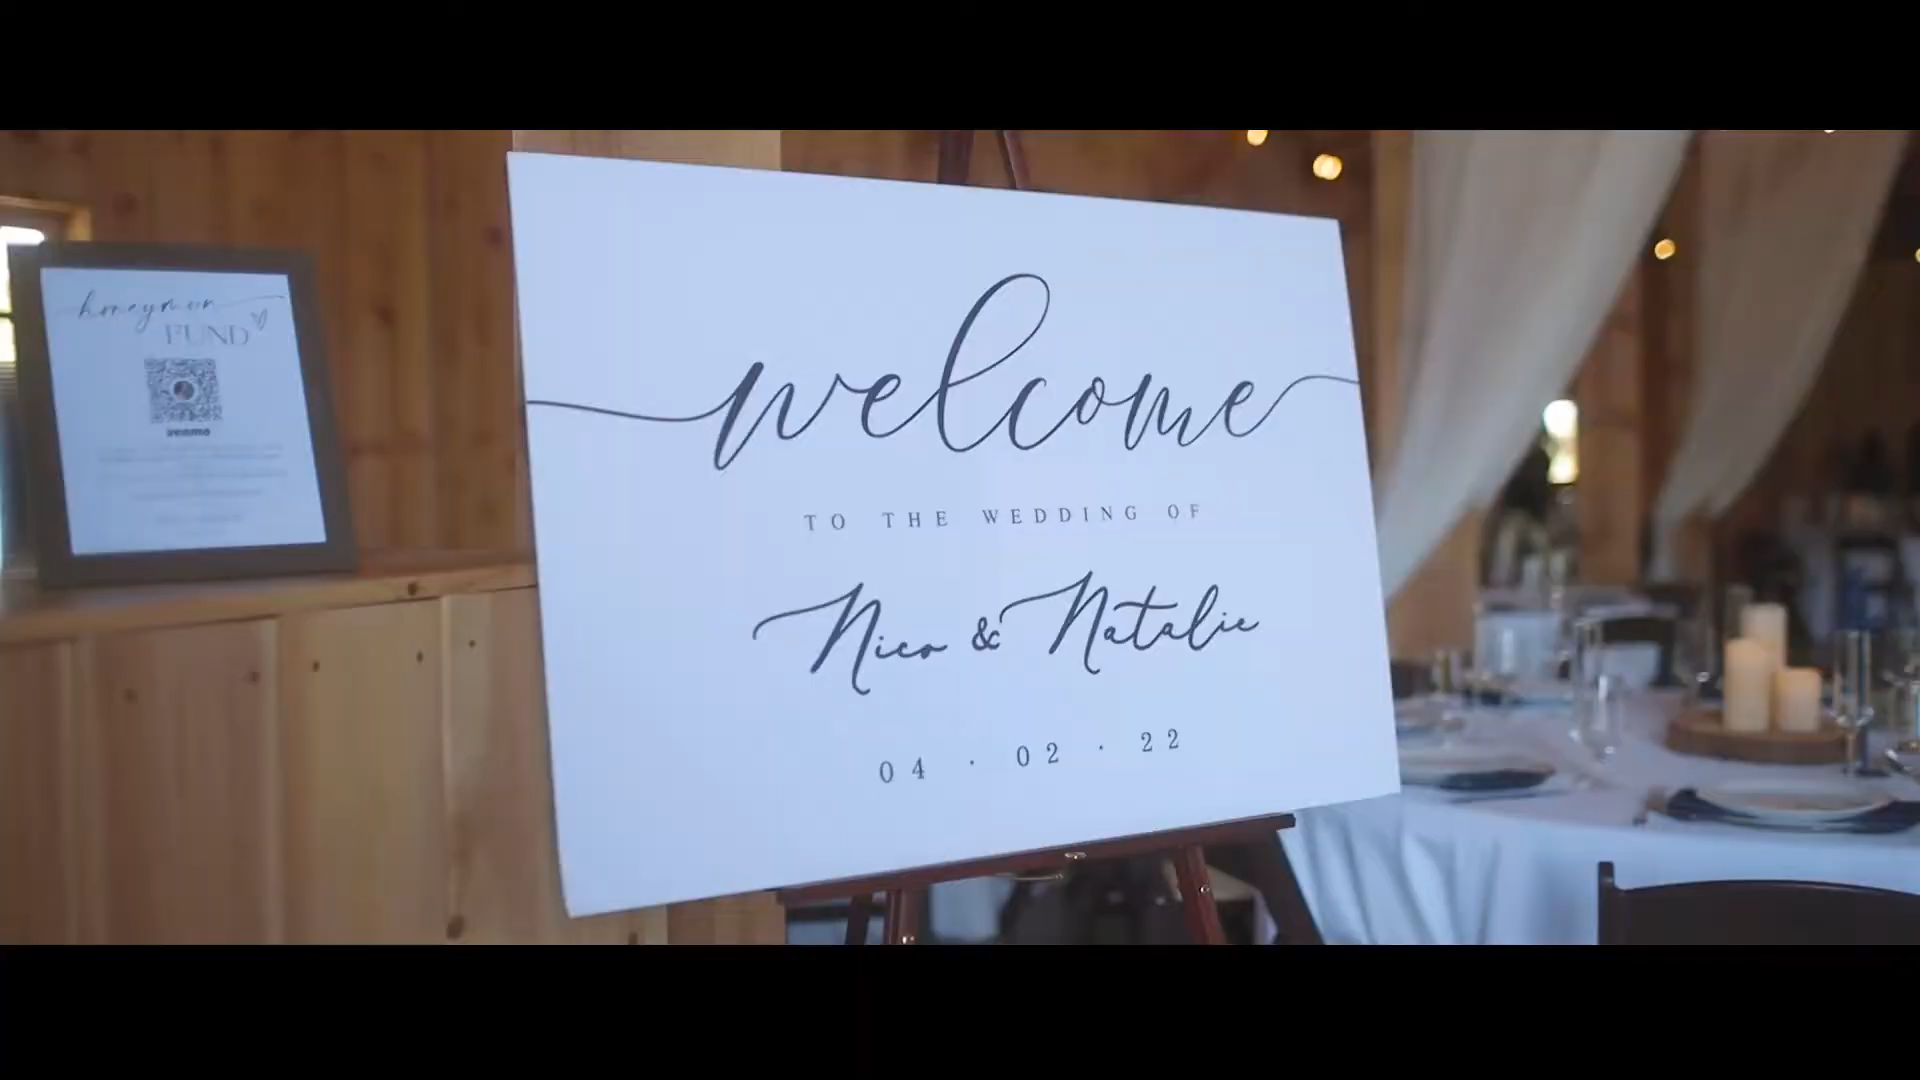 honeymoon
FUND
venmo
welcome
TO THE WEDDING OF
Nico & Natalie
04 · 02 · 22